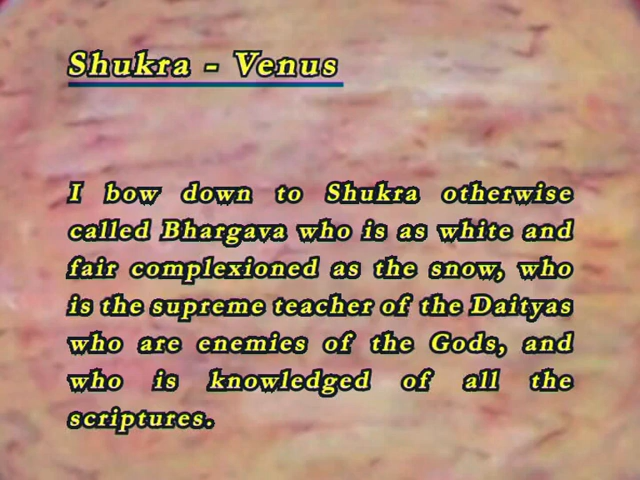 Shukra - Venus
I bow down to Shukra otherwise
called Bhargava who is as white and
fair complexioned as the snow, who
is the supreme teacher of the Daityas
who are enemies of the Gods, and
who is knowledged of all the
scriptures.